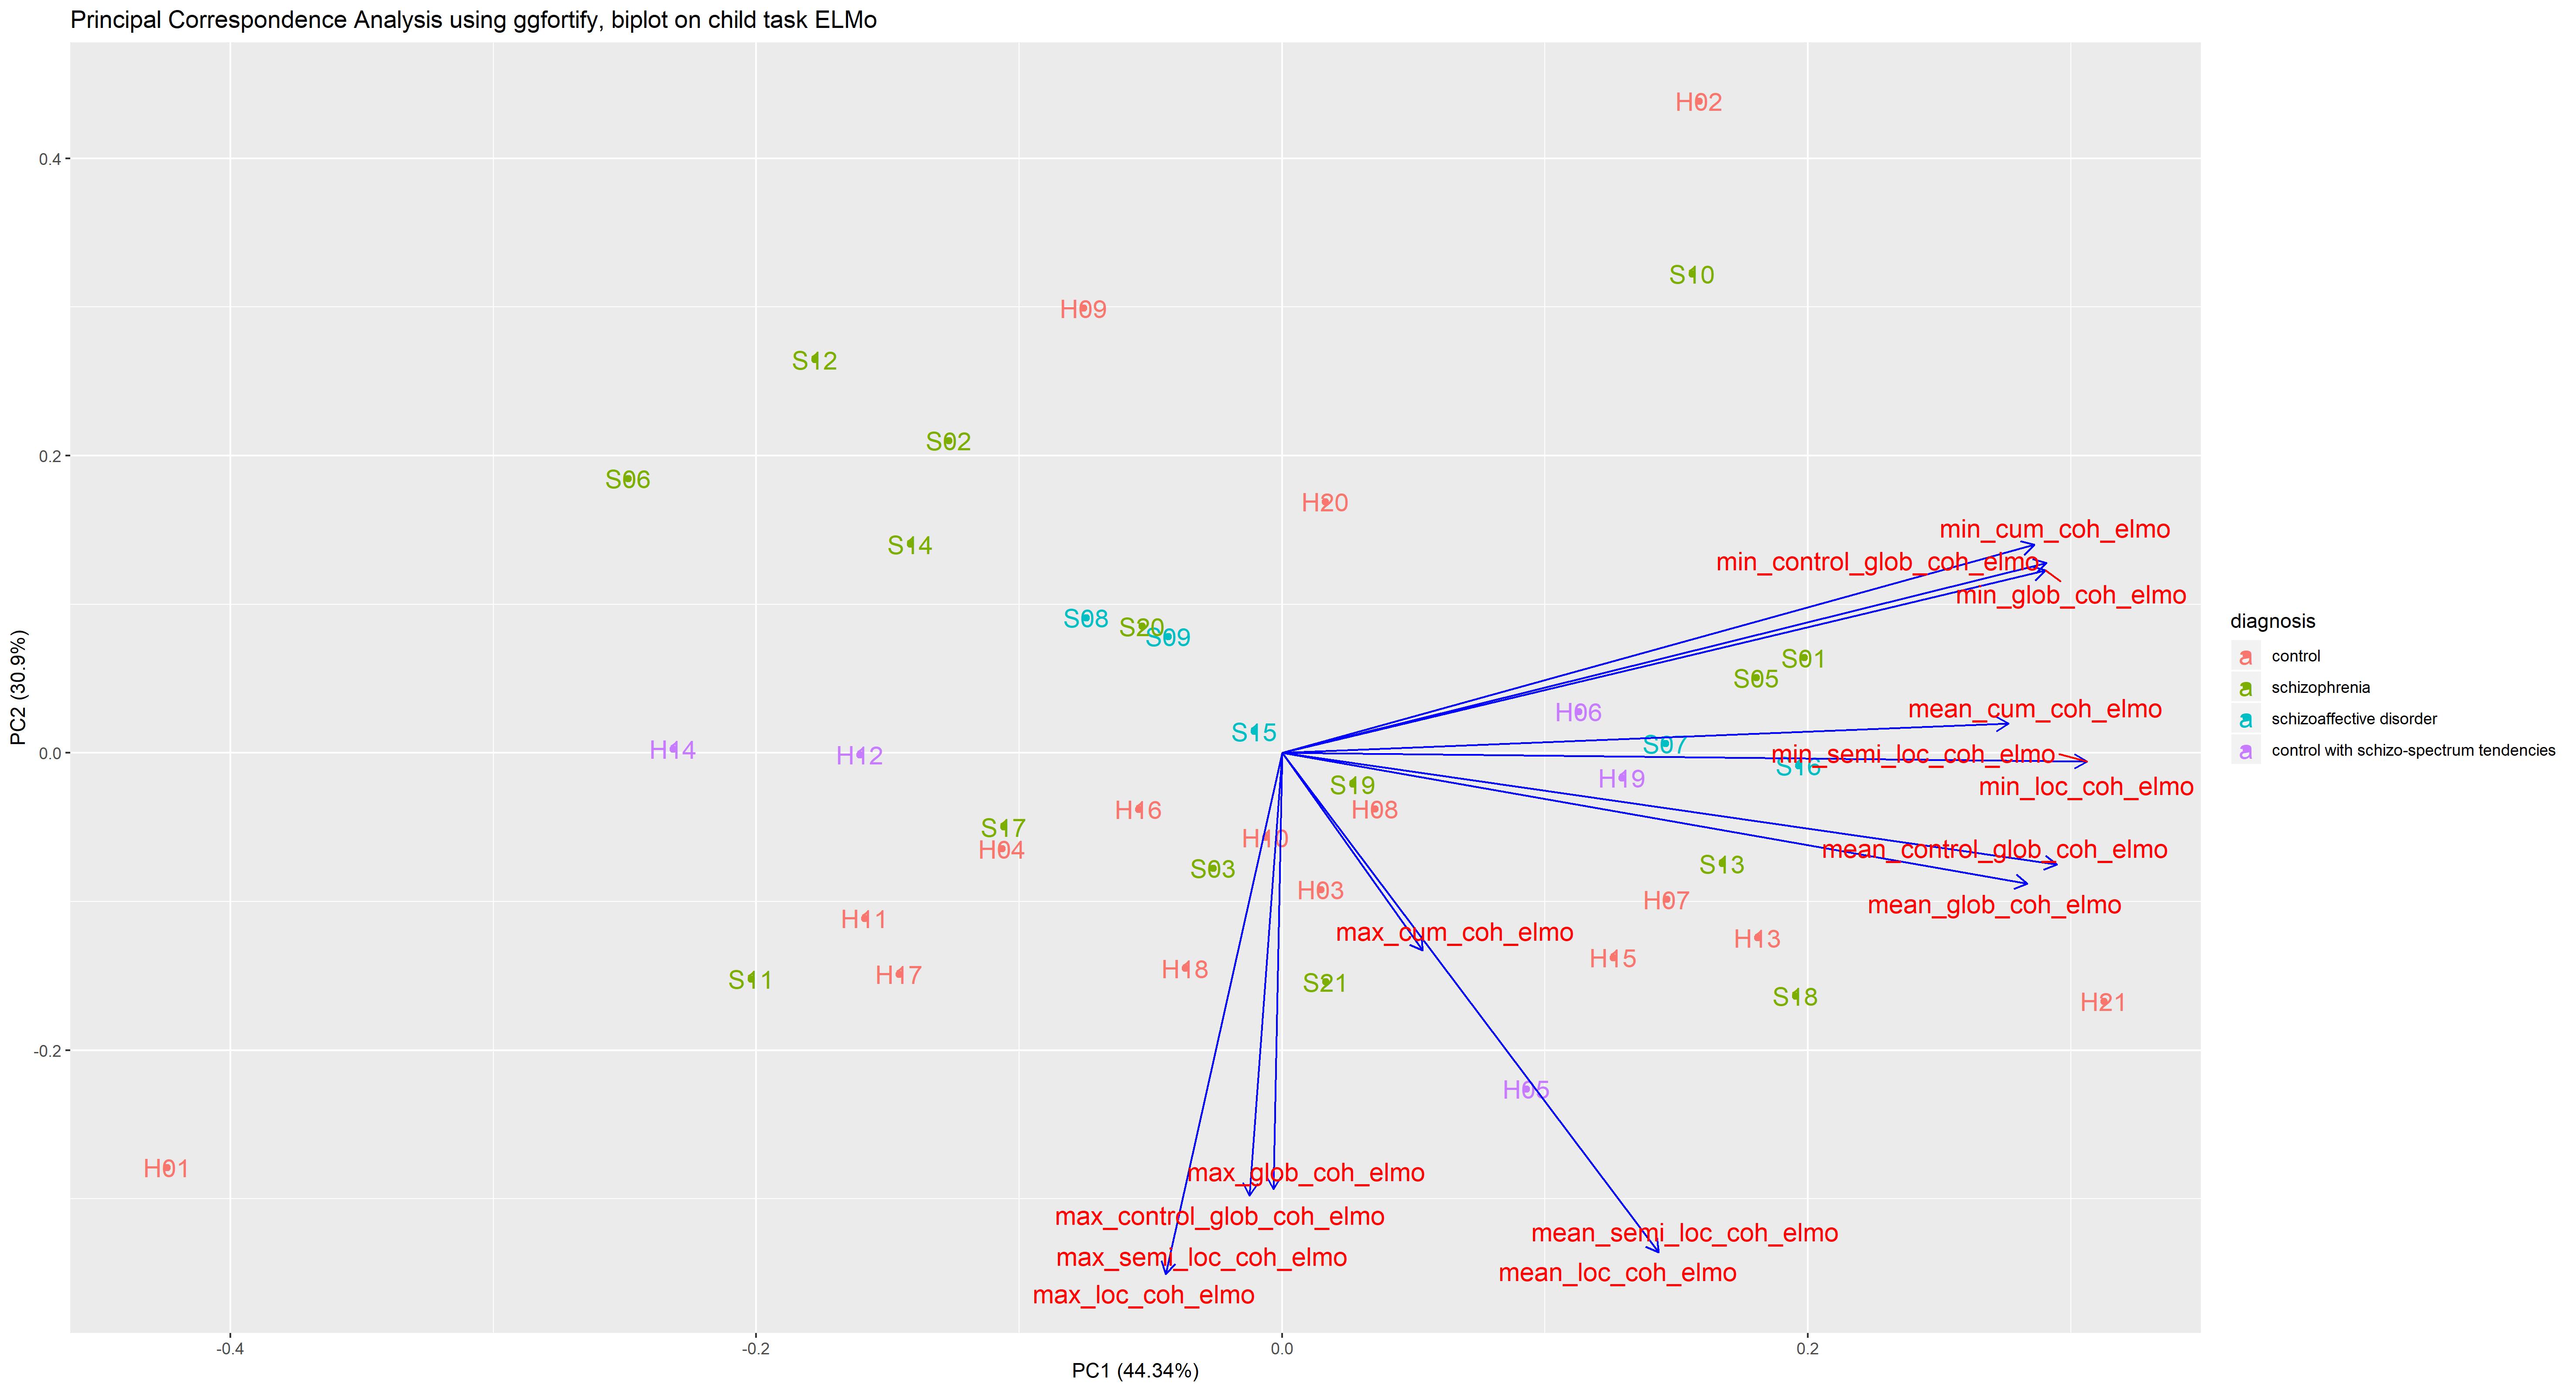 Principal Correspondence Analysis using ggfortify, biplot on child task ELMo
H02
0.4
S10
H09
S12
S02
0.2
S06
H20
min_cum_coh_elmo
S14
min_control_glob_coh_elmo
min_glob_coh_elmo
S08
S20
S09
S01
S05
mean_cum_coh_elmo
H06
S15
S07
H14
H12
0.0
min_semi_loc_coh_elmo
S16
H19
S19
min_loc_coh_elmo
H16
H08
S17
H10
H04
mean_control_glob_coh_elmo
S03
S13
H03
H07
mean_glob_coh_elmo
H11
max_cum_coh_elmo
H13
H15
H17
H18
S11
S21
S18
H21
-0.2
H05
H01
max_glob_coh_elmo
max_control_glob_coh_elmo
mean_semi_loc_coh_elmo
max_semi_loc_coh_elmo
mean_loc_coh_elmo
max_loc_coh_elmo
-0.4
-0.2
0.0
0.2
PC1 (44.34%)
PC2 (30.9%)
diagnosis
a control
a schizophrenia
a schizoaffective disorder
a control with schizo-spectrum tendencies